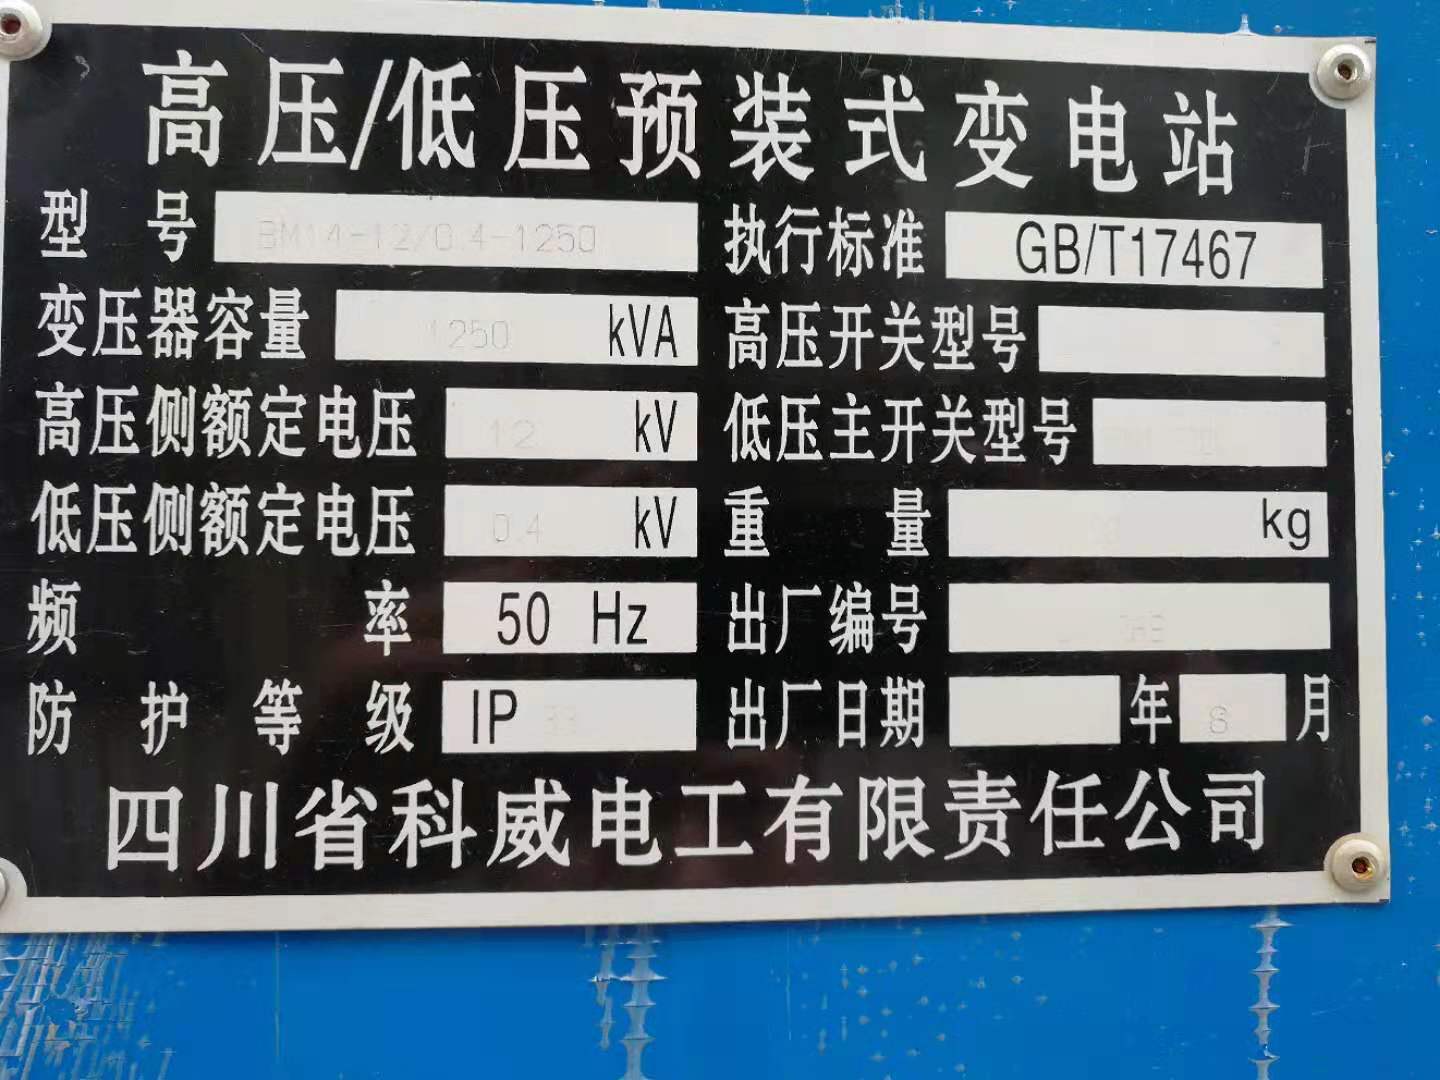 高压/低压预装式变电站
型号 BM14-12/0.4-1250 执行标准 GB/T17467
变压器容量 1250 kVA 高压开关型号
高压侧额定电压 12 kV 低压主开关型号
低压侧额定电压 0.4 kV 重量 kg
频率 50 Hz 出厂编号
防护等级 IP 出厂日期 年 8 月
四川省科威电工有限责任公司